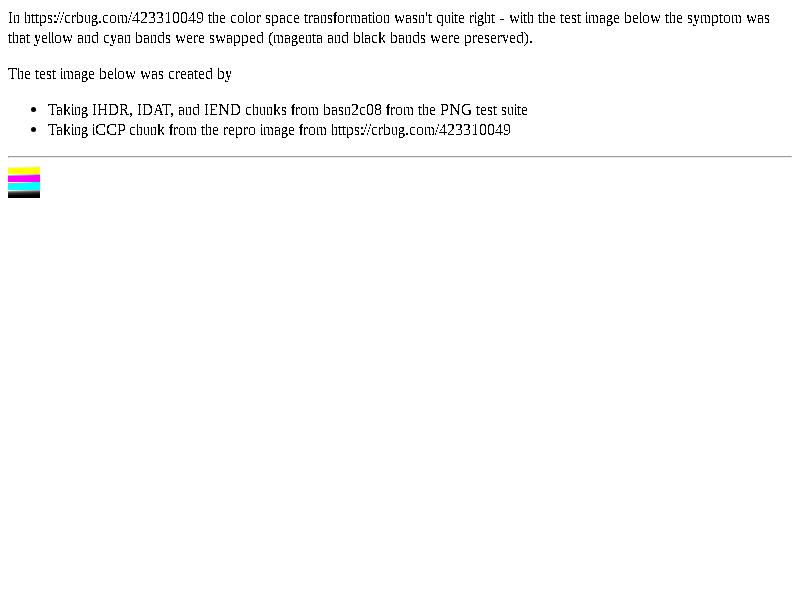 In https://crbug.com/423310049 the color space transformation wasn't quite right - with the test image below the symptom was
that yellow and cyan bands were swapped (magenta and black bands were preserved).
The test image below was created by
• Taking IHDR, IDAT, and IEND chunks from basn2c08 from the PNG test suite
• Taking iCCP chunk from the repro image from https://crbug.com/423310049